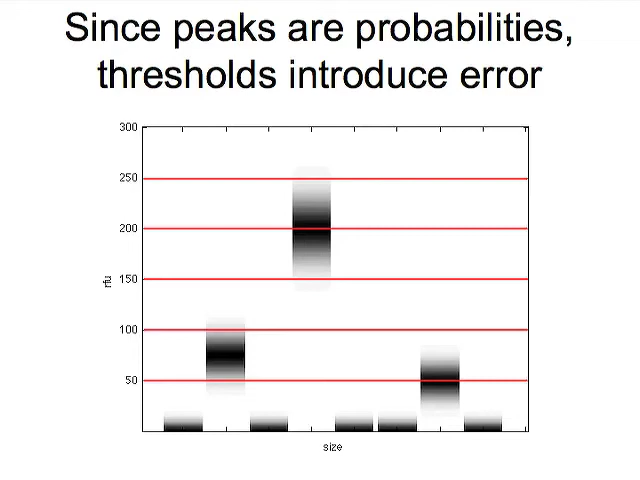 Since peaks are probabilities,
thresholds introduce error
300
250
200
150
100
50
rfu
size